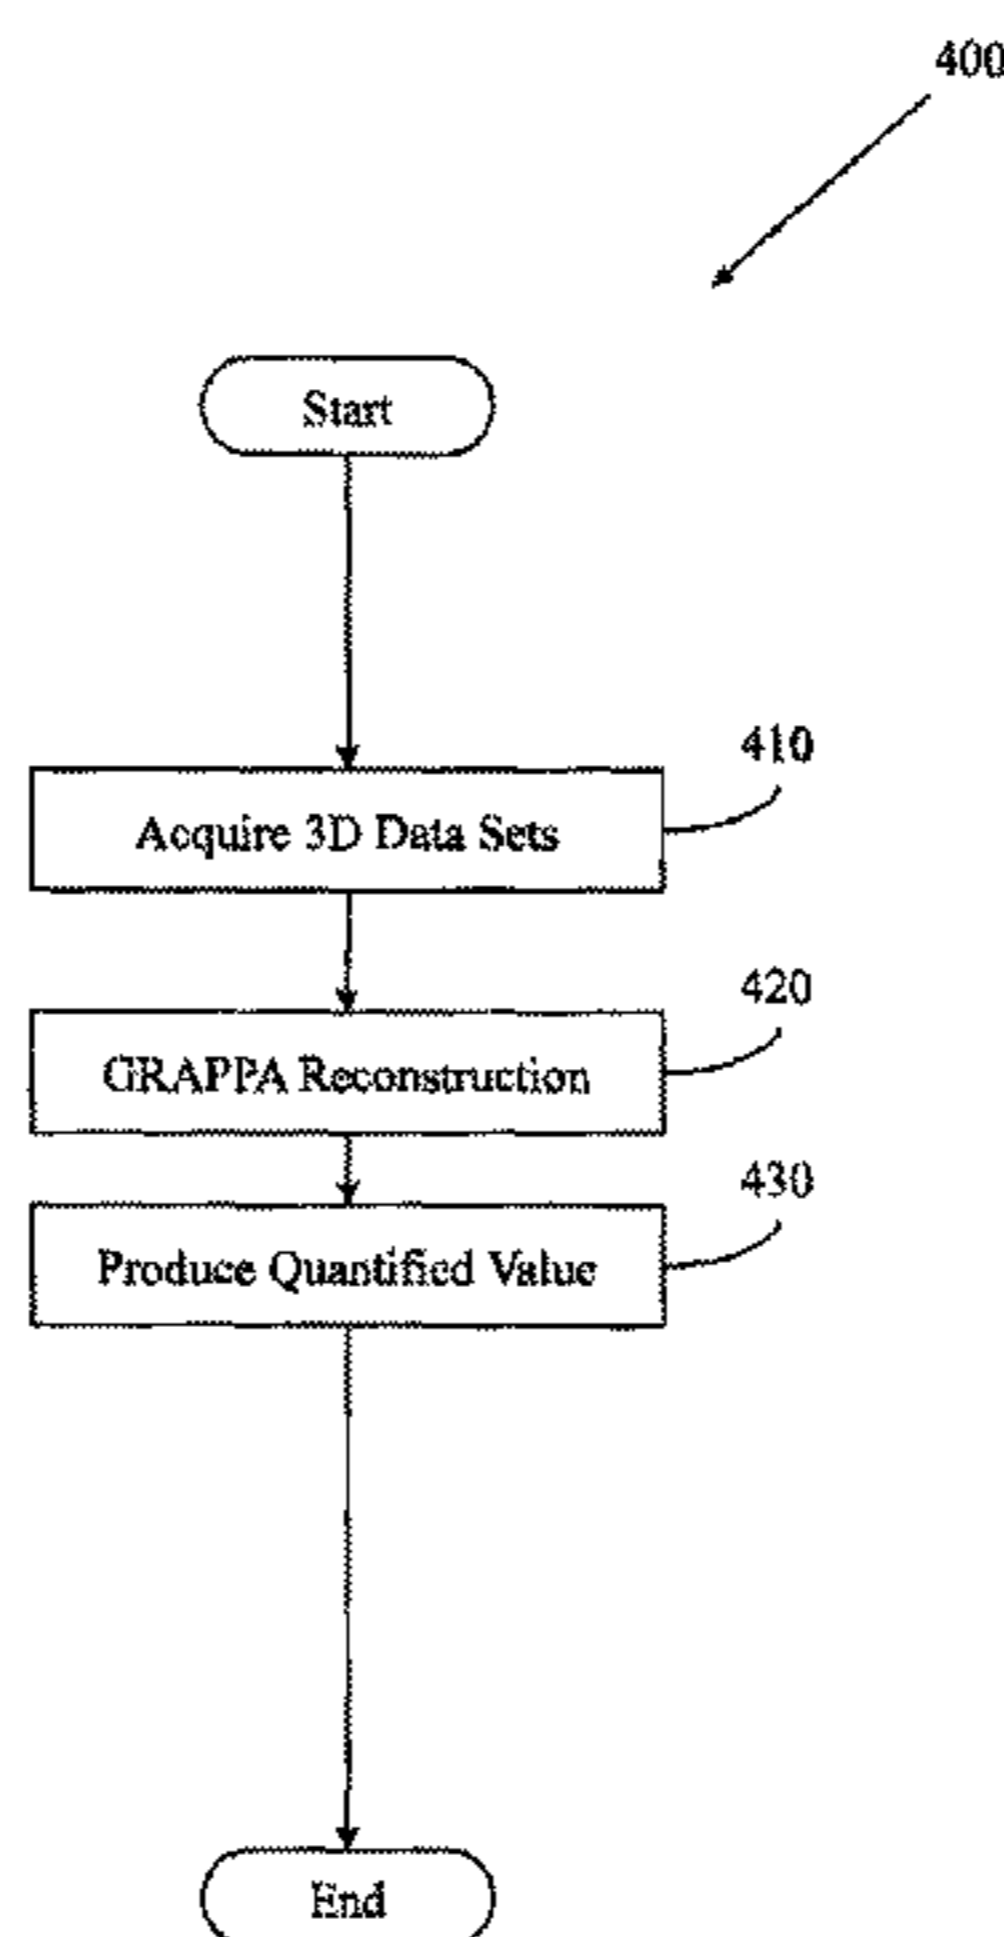 400
Start
410
Acquire 3D Data Sets
420
GRAPPA Reconstruction
430
Produce Quantified Value
End